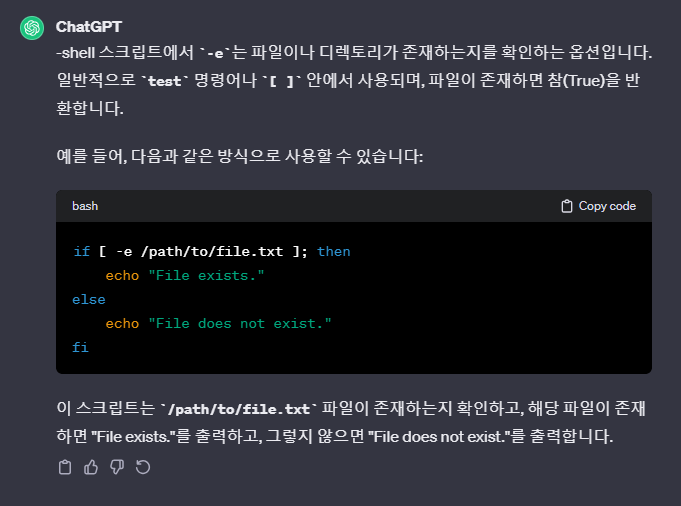 ChatGPT
-shell 스크립트에서 `-e`는 파일이나 디렉토리가 존재하는지를 확인하는 옵션입니다.
일반적으로 `test` 명령어나 `[ ]` 안에서 사용되며, 파일이 존재하면 참(True)을 반
환합니다.
예를 들어, 다음과 같은 방식으로 사용할 수 있습니다:
bash Copy code
if [ -e /path/to/file.txt ]; then
    echo "File exists."
else
    echo "File does not exist."
fi
이 스크립트는 `/path/to/file.txt` 파일이 존재하는지 확인하고, 해당 파일이 존재
하면 "File exists."를 출력하고, 그렇지 않으면 "File does not exist."를 출력합니다.